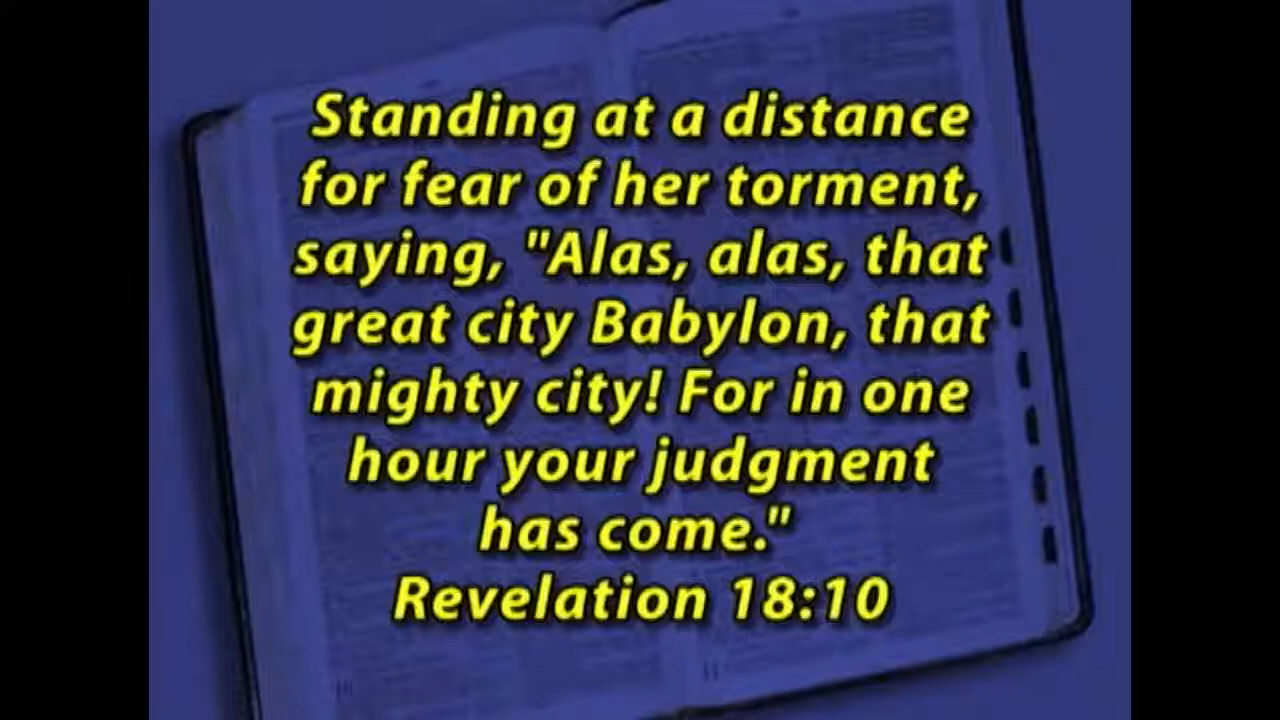 Standing at a distance
for fear of her torment,
saying, "Alas, alas, that
great city Babylon, that
mighty city! For in one
hour your judgment
has come."
Revelation 18:10